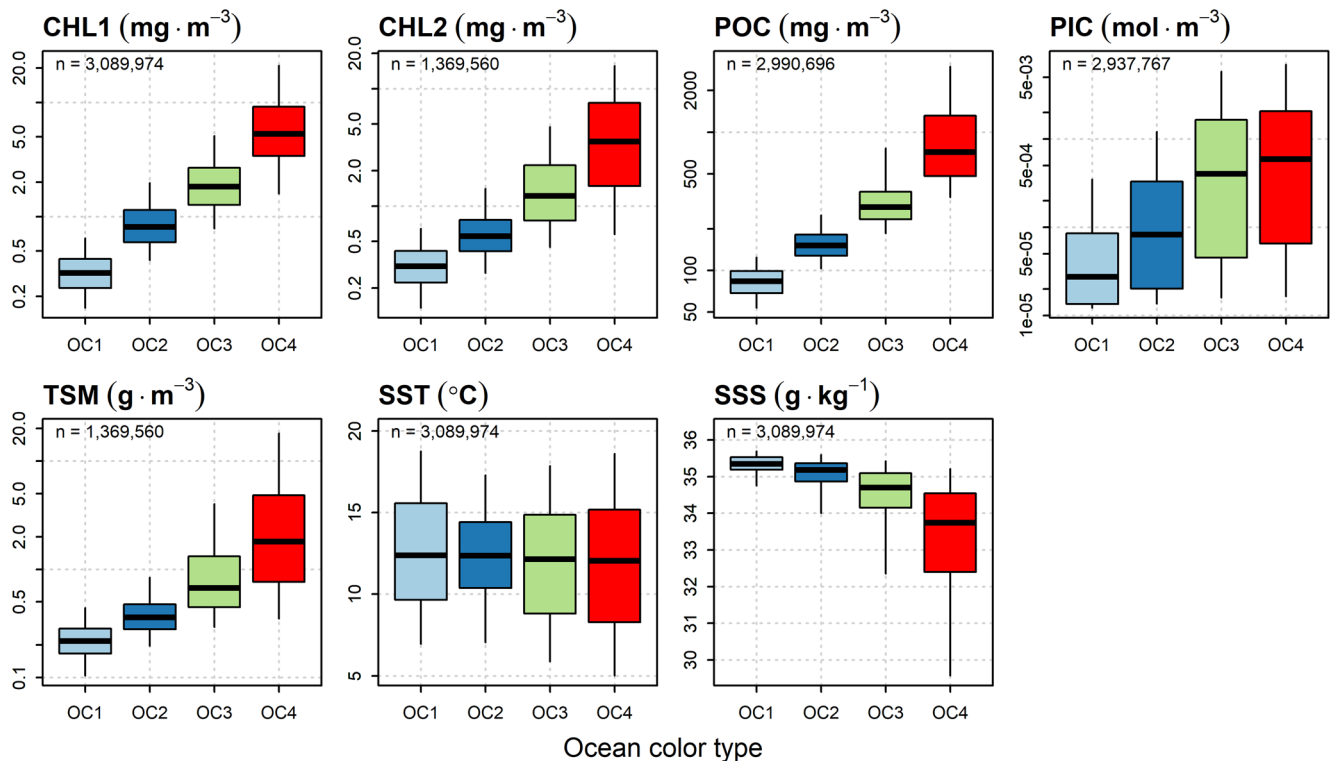 CHL1 (mg · m⁻³)
n = 3,089,974
20.0
5.0
2.0
0.5
0.2
OC1 OC2 OC3 OC4
CHL2 (mg · m⁻³)
n = 1,369,560
20.0
5.0
2.0
0.5
0.2
OC1 OC2 OC3 OC4
POC (mg · m⁻³)
n = 2,990,696
2000
500
100
50
OC1 OC2 OC3 OC4
PIC (mol · m⁻³)
n = 2,937,767
5e-03
5e-04
5e-05
1e-05
OC1 OC2 OC3 OC4
TSM (g · m⁻³)
n = 1,369,560
20.0
5.0
2.0
0.5
0.1
OC1 OC2 OC3 OC4
SST (°C)
n = 3,089,974
20
15
10
5
OC1 OC2 OC3 OC4
SSS (g · kg⁻¹)
n = 3,089,974
36
35
34
33
32
31
30
OC1 OC2 OC3 OC4
Ocean color type